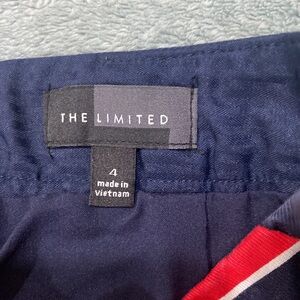 THE LIMITED
4
made in
Vietnam